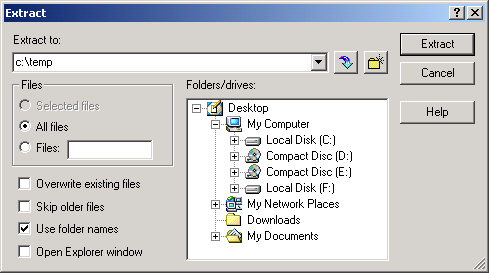 Extract
Extract to:
c:\temp
Extract
Cancel
Help
Files
Selected files
All files
Files:
Overwrite existing files
Skip older files
Use folder names
Open Explorer window
Folders/drives:
Desktop
My Computer
Local Disk (C:)
Compact Disc (D:)
Compact Disc (E:)
Local Disk (F:)
My Network Places
Downloads
My Documents